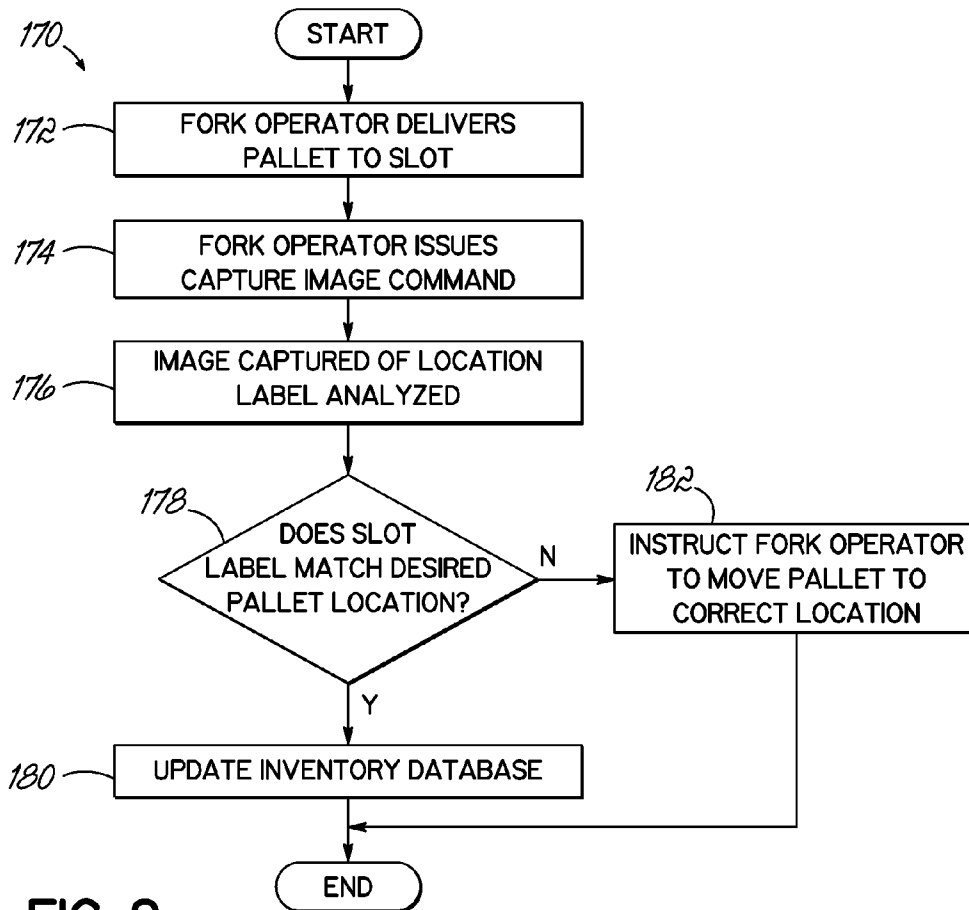 170
START
172
FORK OPERATOR DELIVERS
PALLET TO SLOT
174
FORK OPERATOR ISSUES
CAPTURE IMAGE COMMAND
176
IMAGE CAPTURED OF LOCATION
LABEL ANALYZED
178
DOES SLOT
LABEL MATCH DESIRED
PALLET LOCATION?
N
182
INSTRUCT FORK OPERATOR
TO MOVE PALLET TO
CORRECT LOCATION
Y
180
UPDATE INVENTORY DATABASE
END